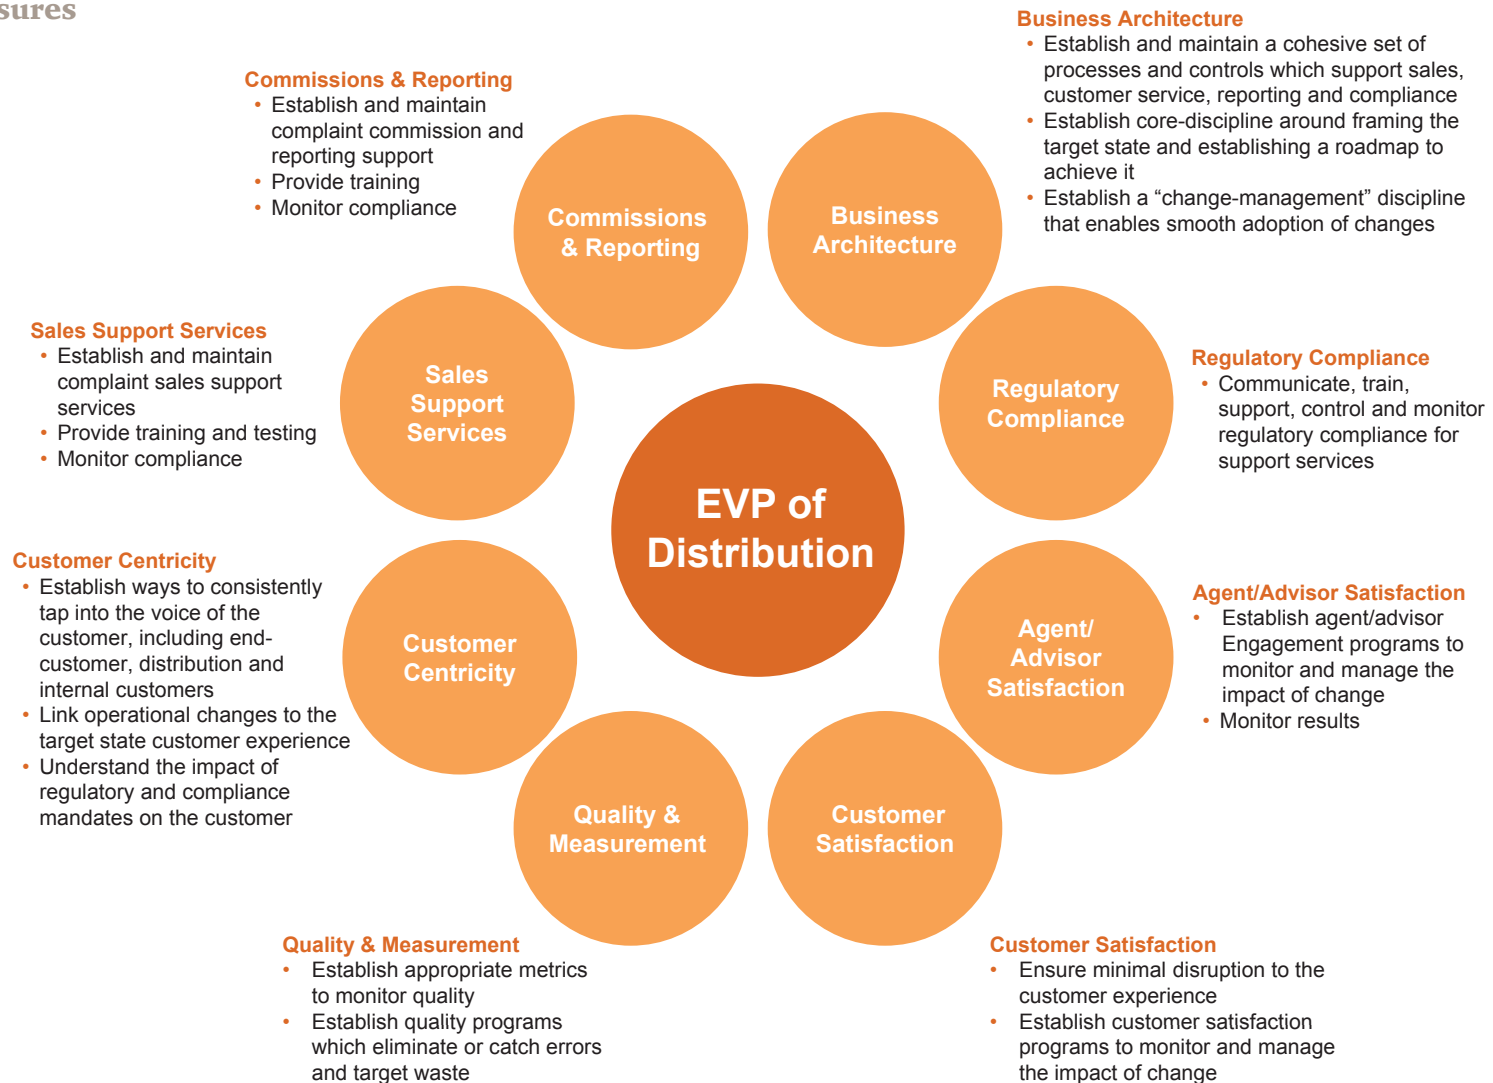 sures
Business Architecture
• Establish and maintain a cohesive set of
processes and controls which support sales,
customer service, reporting and compliance
• Establish core-discipline around framing the
target state and establishing a roadmap to
achieve it
• Establish a “change-management” discipline
that enables smooth adoption of changes
Commissions & Reporting
• Establish and maintain
complaint commission and
reporting support
• Provide training
• Monitor compliance
Commissions
& Reporting
Business
Architecture
Sales Support Services
• Establish and maintain
complaint sales support
services
• Provide training and testing
• Monitor compliance
Sales
Support
Services
Regulatory
Compliance
Regulatory Compliance
• Communicate, train,
support, control and monitor
regulatory compliance for
support services
EVP of
Distribution
Customer Centricity
• Establish ways to consistently
tap into the voice of the
customer, including end-
customer, distribution and
internal customers
• Link operational changes to the
target state customer experience
• Understand the impact of
regulatory and compliance
mandates on the customer
Customer
Centricity
Agent/
Advisor
Satisfaction
Agent/Advisor Satisfaction
• Establish agent/advisor
Engagement programs to
monitor and manage the
impact of change
• Monitor results
Quality &
Measurement
Customer
Satisfaction
Quality & Measurement
• Establish appropriate metrics
to monitor quality
• Establish quality programs
which eliminate or catch errors
and target waste
Customer Satisfaction
• Ensure minimal disruption to the
customer experience
• Establish customer satisfaction
programs to monitor and manage
the impact of change